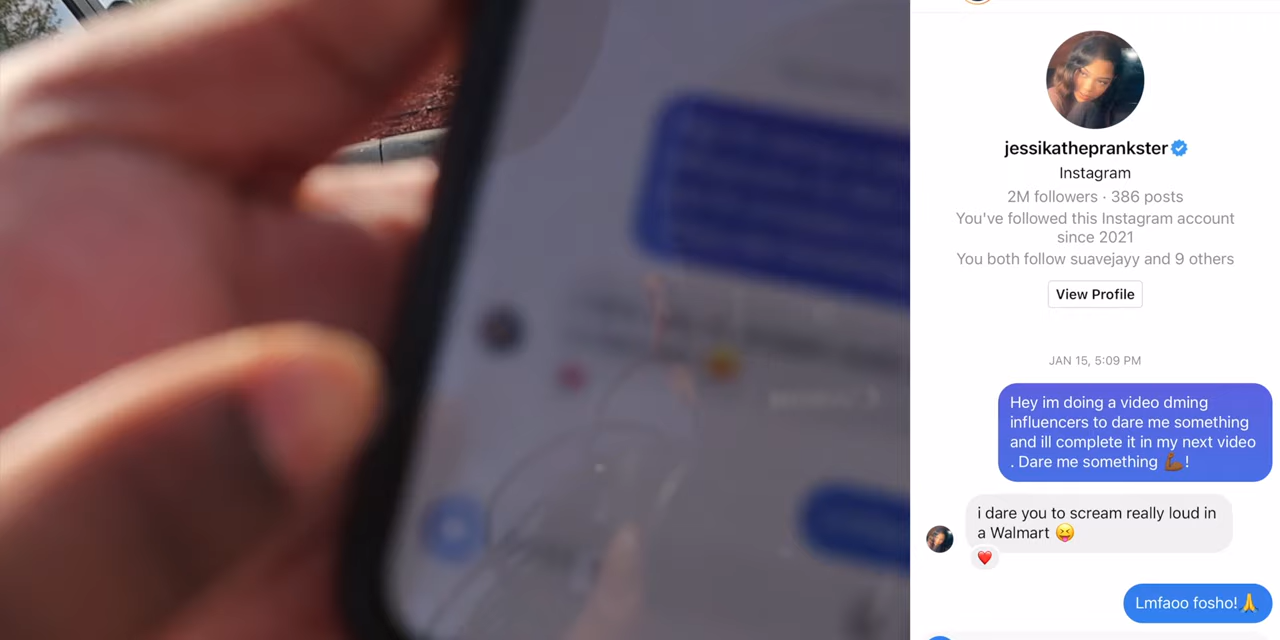 jessikatheprankster
Instagram
2M followers · 386 posts
You've followed this Instagram account
since 2021
You both follow suavejayy and 9 others
View Profile
JAN 15, 5:09 PM
Hey im doing a video dming
influencers to dare me something
and ill complete it in my next video
. Dare me something 💪🏾!
i dare you to scream really loud in
a Walmart 😝
❤️
Lmfaoo fosho!🙏